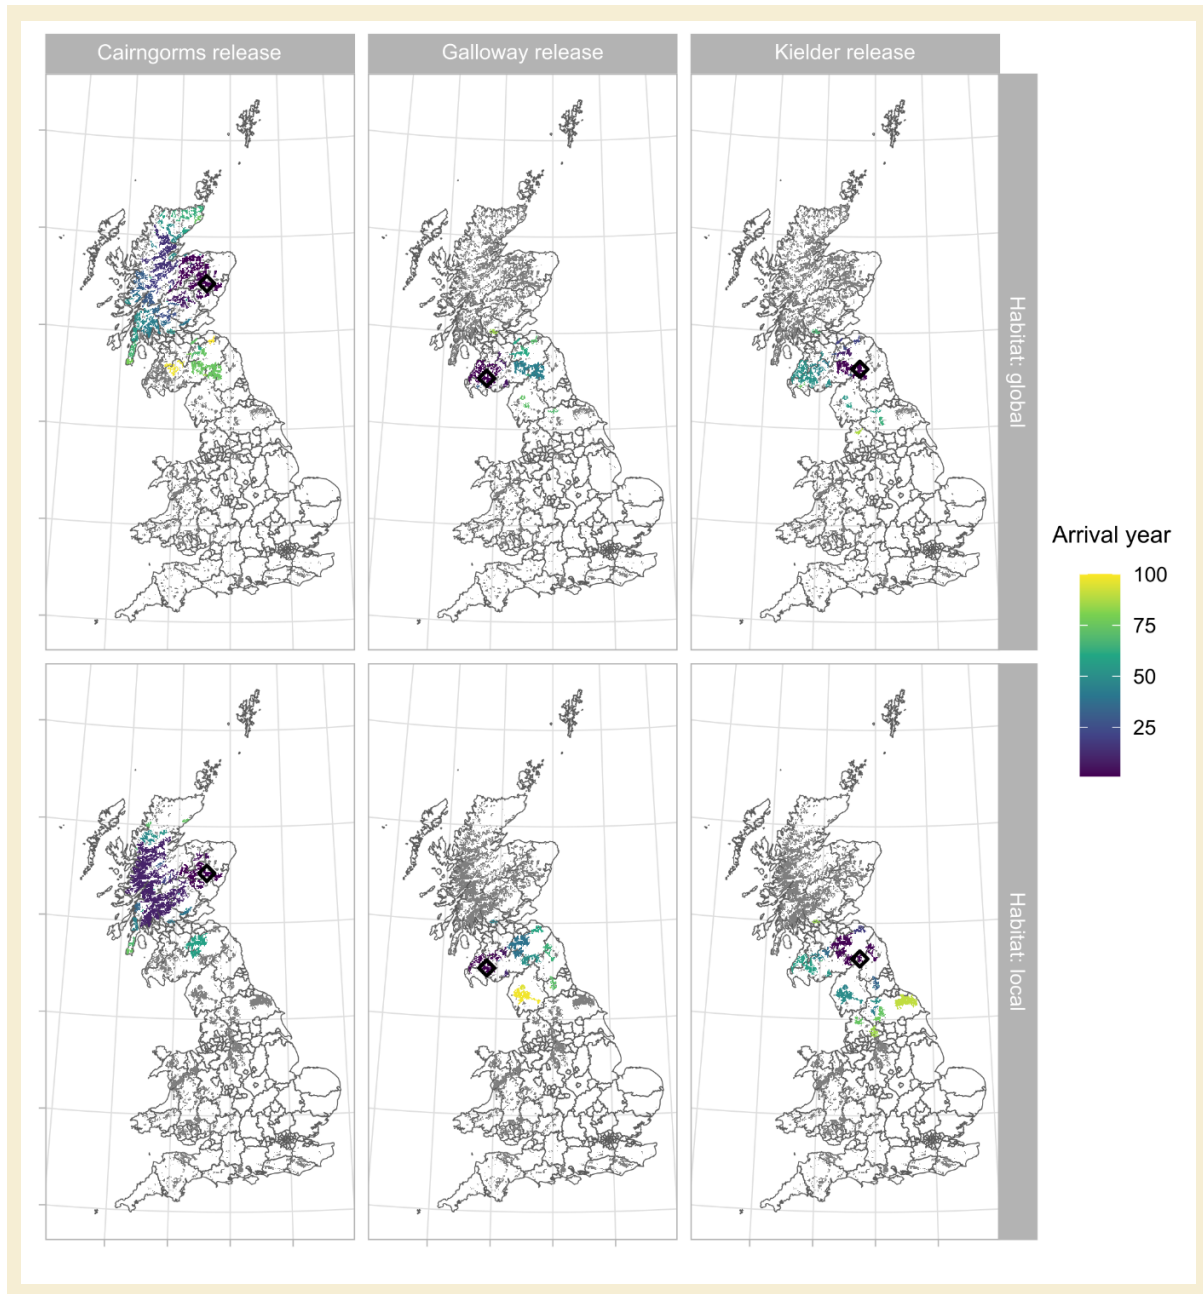 Cairngorms release
Galloway release
Kielder release
Habitat: global
Habitat: local
Arrival year
100
75
50
25